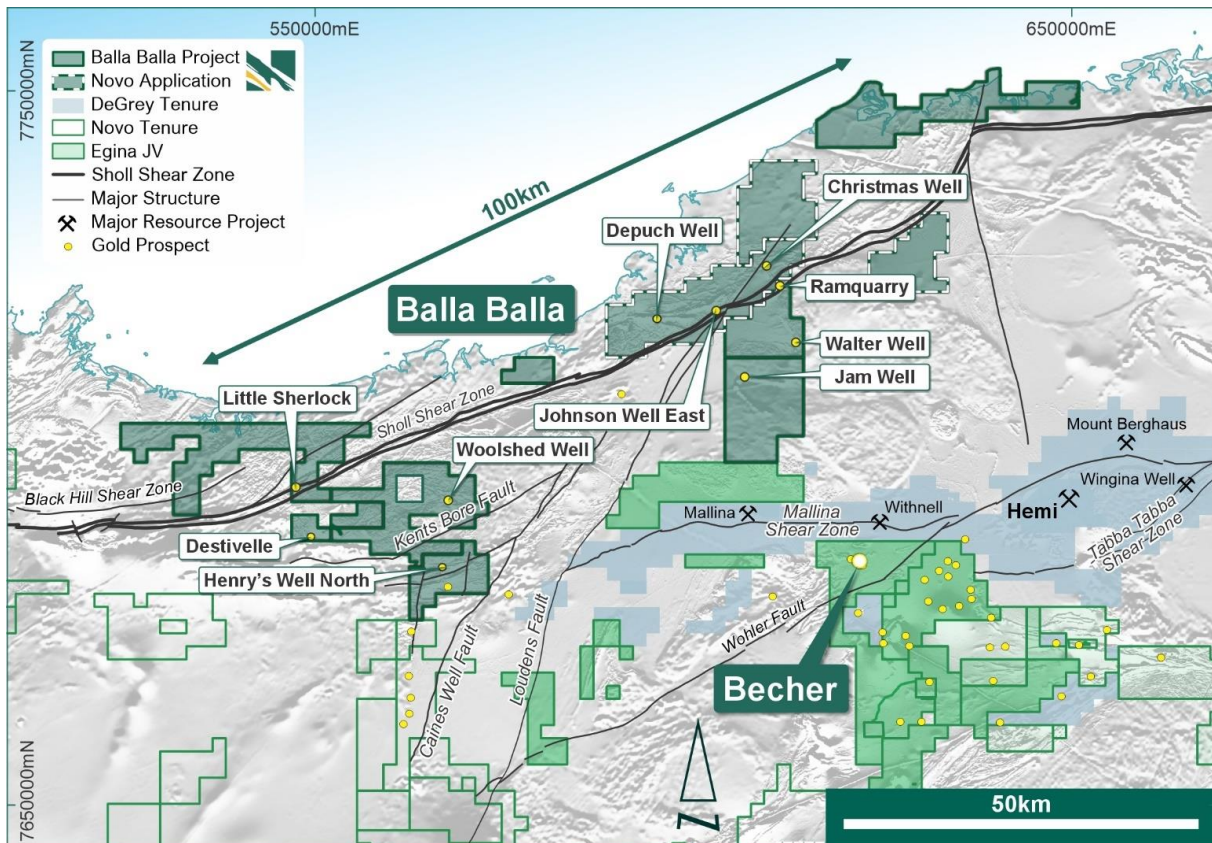 550000mE
650000mE
7750000mN
7650000mN
Balla Balla Project
Novo Application
DeGrey Tenure
Novo Tenure
Egina JV
Sholl Shear Zone
Major Structure
Major Resource Project
Gold Prospect
100km
Christmas Well
Depuch Well
Ramquarry
Balla Balla
Walter Well
Jam Well
Little Sherlock
Sholl Shear Zone
Johnson Well East
Woolshed Well
Mount Berghaus
Black Hill Shear Zone
Wingina Well
Kents Bore Fault
Mallina
Mallina
Shear Zone
Withnell
Hemi
Tabba Tabba
Shear Zone
Destivelle
Henry's Well North
Wohler Fault
Caines Well Fault
Loudens Fault
Becher
N
50km